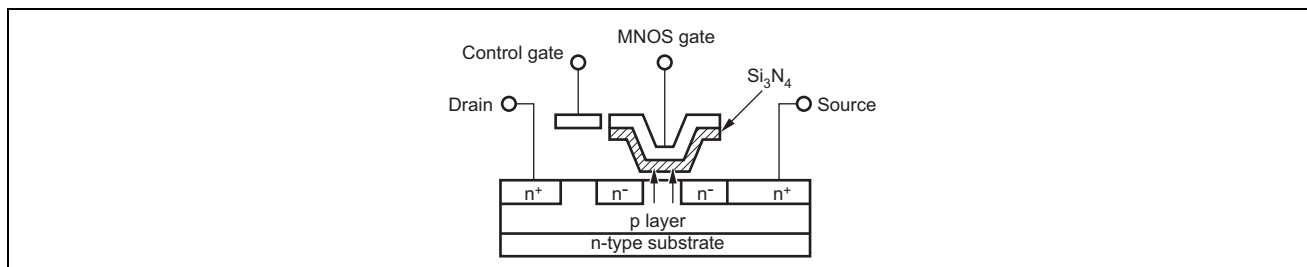 MNOS gate
Control gate
Si3N4
Drain
Source
n+
n-
n-
n+
p layer
n-type substrate